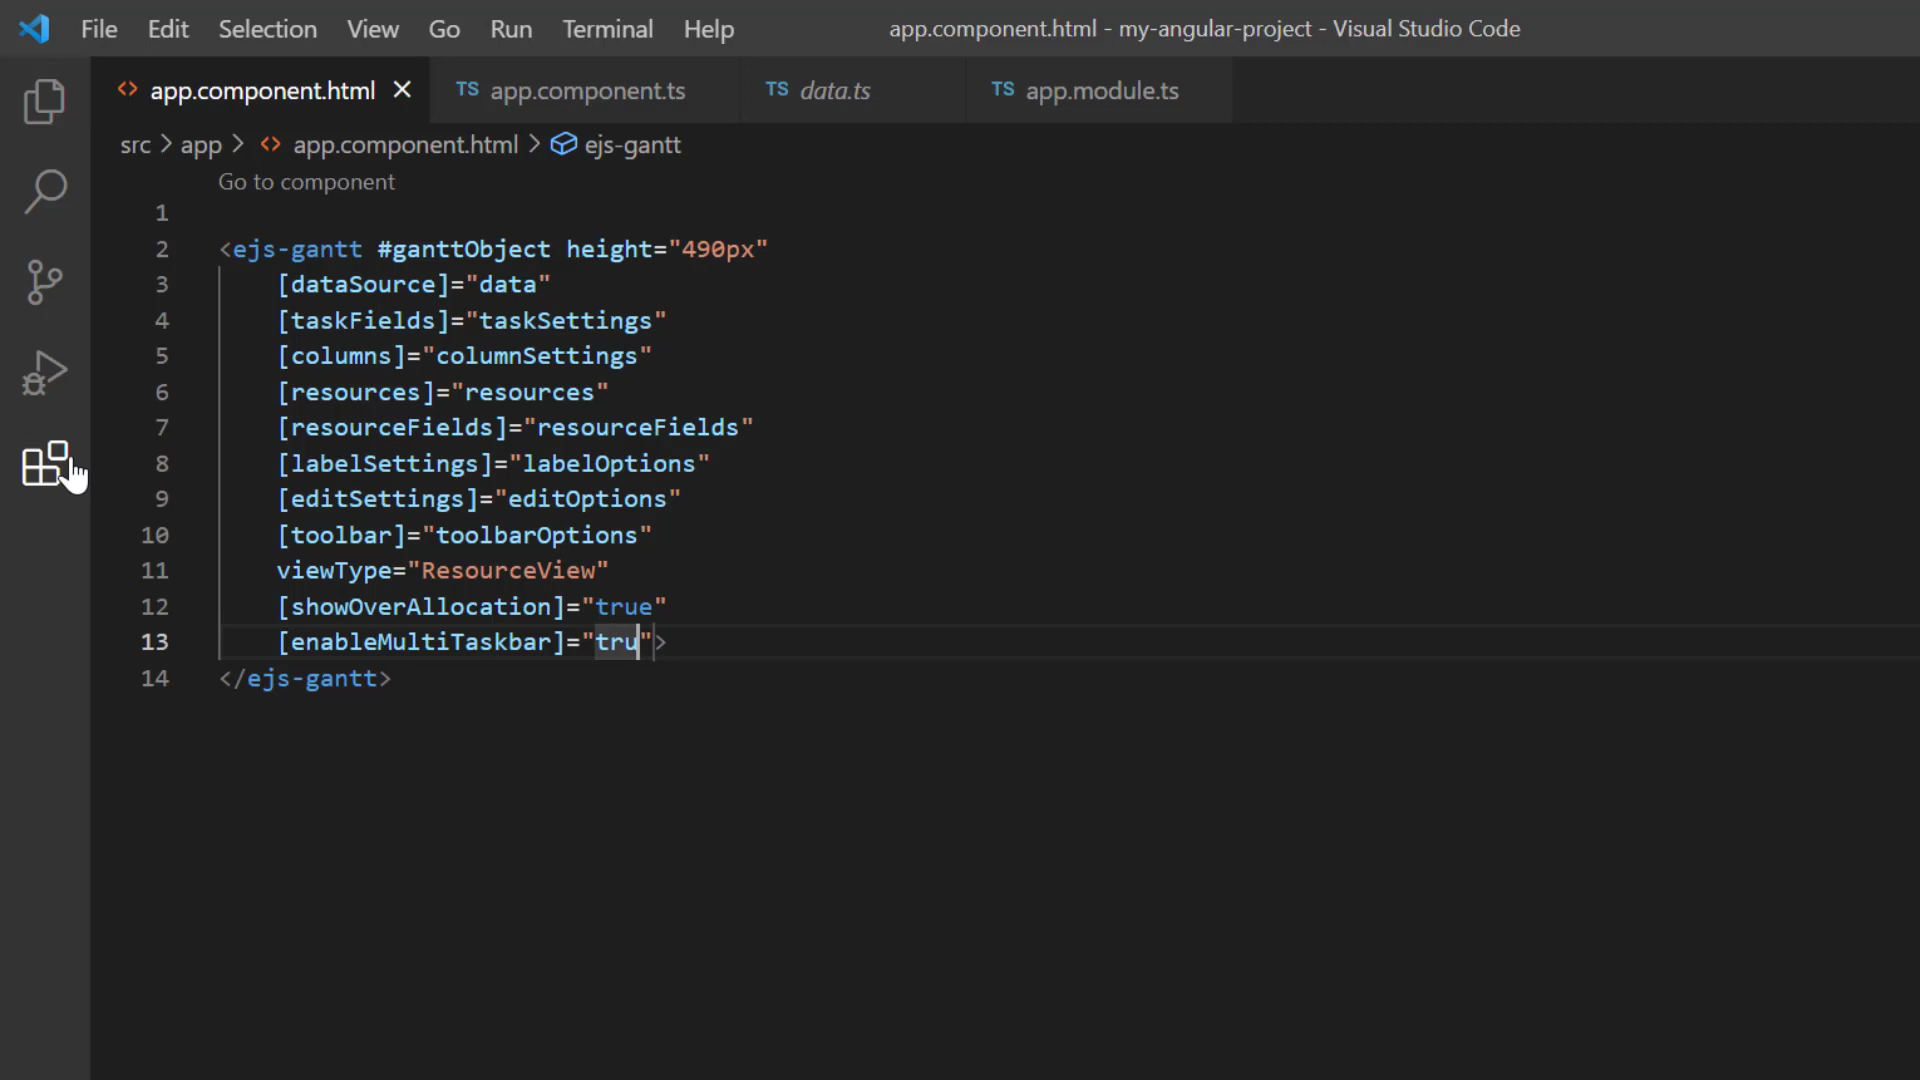 File Edit Selection View Go Run Terminal Help app.component.html - my-angular-project - Visual Studio Code
app.component.html TS app.component.ts TS data.ts TS app.module.ts
src > app > app.component.html > ejs-gantt
Go to component
1
2 <ejs-gantt #ganttObject height="490px"
3 [dataSource]="data"
4 [taskFields]="taskSettings"
5 [columns]="columnSettings"
6 [resources]="resources"
7 [resourceFields]="resourceFields"
8 [labelSettings]="labelOptions"
9 [editSettings]="editOptions"
10 [toolbar]="toolbarOptions"
11 viewType="ResourceView"
12 [showOverAllocation]="true"
13 [enableMultiTaskbar]="tru">
14 </ejs-gantt>